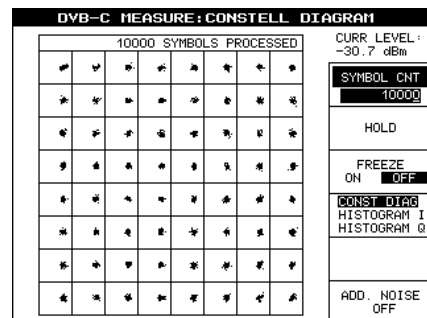 DVB-C MEASURE:CONSTELL DIAGRAM
10000 SYMBOLS PROCESSED
CURR LEVEL:
-30.7 dBm
SYMBOL CNT
10000
HOLD
FREEZE
ON OFF
CONST DIAG
HISTOGRAM I
HISTOGRAM Q
ADD. NOISE
OFF